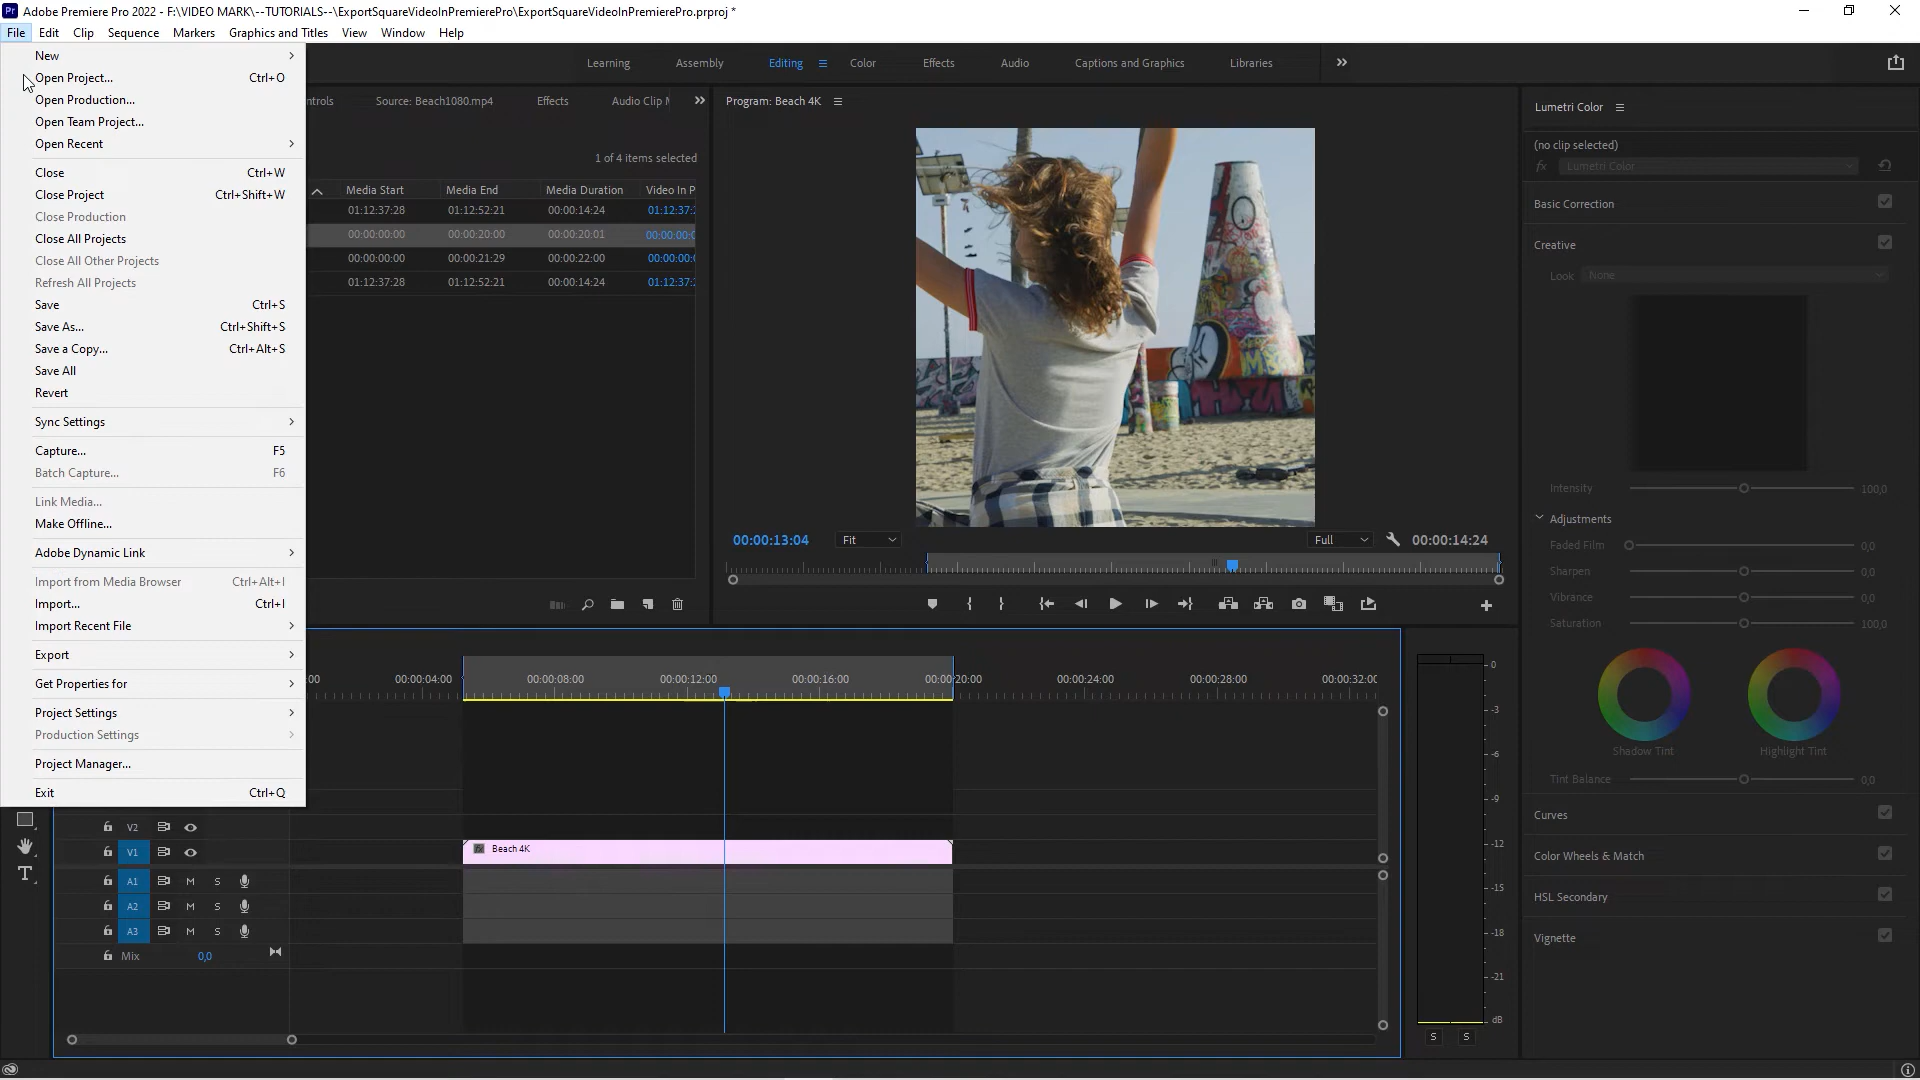 Adobe Premiere Pro 2022 - F:\VIDEO MARK\--TUTORIALS--\ExportSquareVideoInPremierePro\ExportSquareVideoInPremierePro.prproj *
File Edit Clip Sequence Markers Graphics and Titles View Window Help
Learning Assembly Editing Color Effects Audio Captions and Graphics Libraries
New
Open Project... Ctrl+O
Open Production...
Open Team Project...
Open Recent
Close Ctrl+W
Close Project Ctrl+Shift+W
Close Production
Close All Projects
Close All Other Projects
Refresh All Projects
Save Ctrl+S
Save As... Ctrl+Shift+S
Save a Copy... Ctrl+Alt+S
Save All
Revert
Sync Settings
Capture... F5
Batch Capture... F6
Link Media...
Make Offline...
Adobe Dynamic Link
Import from Media Browser Ctrl+Alt+I
Import... Ctrl+I
Import Recent File
Export
Get Properties for
Project Settings
Production Settings
Project Manager...
Exit Ctrl+Q
ntrols Source: Beach1080.mp4 Effects Audio Clip M
1 of 4 items selected
Media Start Media End Media Duration Video In P
01:12:37:28 01:12:52:21 00:00:14:24 01:12:37:
00:00:00:00 00:00:20:00 00:00:20:01 00:00:00:
00:00:00:00 00:00:21:29 00:00:22:00 00:00:00:
01:12:37:28 01:12:52:21 00:00:14:24 01:12:37:
Program: Beach 4K
00:00:13:04 Fit Full 00:00:14:24
Lumetri Color
(no clip selected)
fx Lumetri Color
Basic Correction
Creative
Look None
Intensity 100,0
Adjustments
Faded Film 0,0
Sharpen 0,0
Vibrance 0,0
Saturation 100,0
Shadow Tint Highlight Tint
Tint Balance 0,0
Curves
Color Wheels & Match
HSL Secondary
Vignette
:00 00:00:04:00 00:00:08:00 00:00:12:00 00:00:16:00 00:00:20:00 00:00:24:00 00:00:28:00 00:00:32:00
V2
V1 fx Beach 4K
A1 M S
A2 M S
A3 M S
Mix 0,0
0
-3
-6
-9
-12
-15
-18
-21
dB
S S